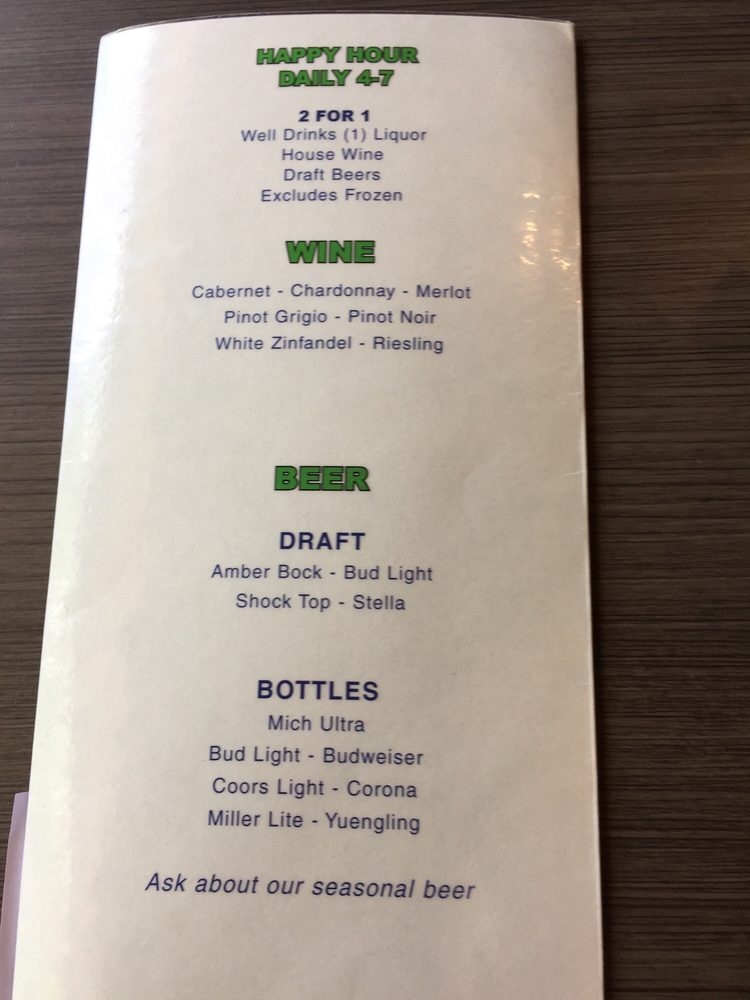 HAPPY HOUR
DAILY 4-7
2 FOR 1
Well Drinks (1) Liquor
House Wine
Draft Beers
Excludes Frozen
WINE
Cabernet - Chardonnay - Merlot
Pinot Grigio - Pinot Noir
White Zinfandel - Riesling
BEER
DRAFT
Amber Bock - Bud Light
Shock Top - Stella
BOTTLES
Mich Ultra
Bud Light - Budweiser
Coors Light - Corona
Miller Lite - Yuengling
Ask about our seasonal beer